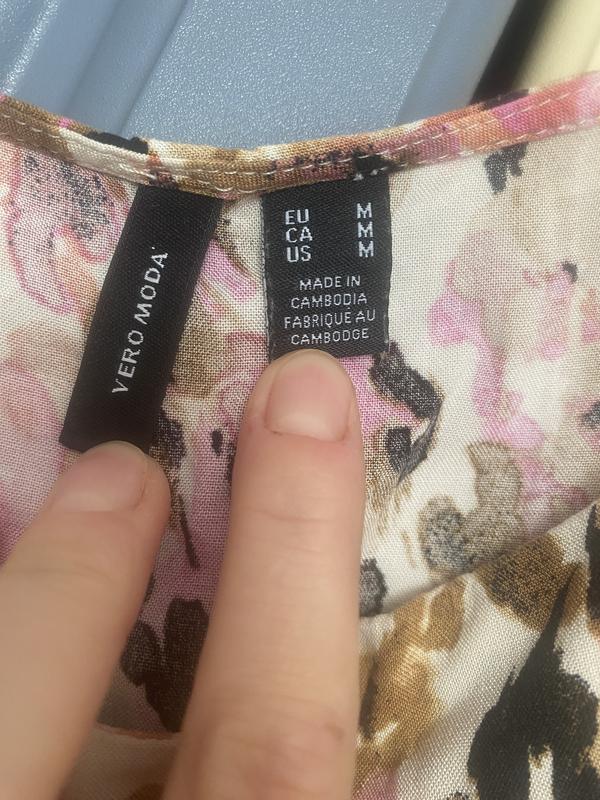 VERO MODA
EU M
CA M
US M
MADE IN
CAMBODIA
FABRIQUE AU
CAMBODGE